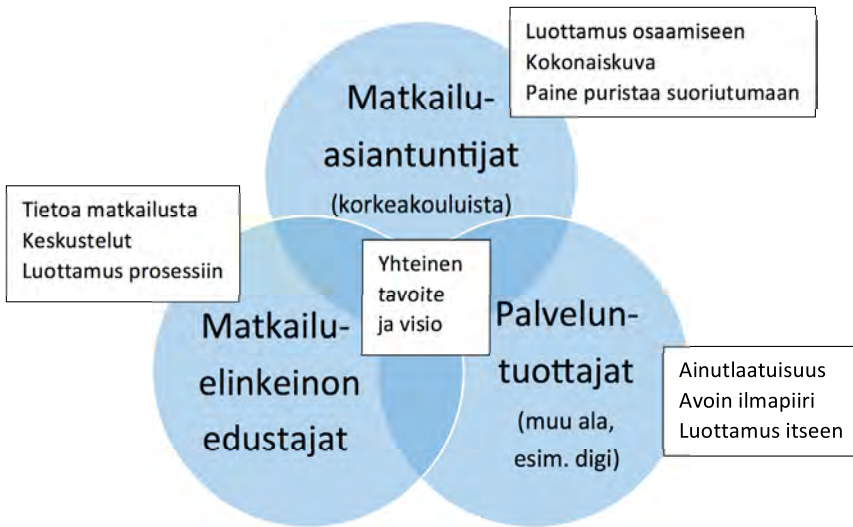 Luottamus osaamiseen
Kokonaiskuva
Paine puristaa suoriutumaan
Matkailu-
asiantuntijat
(korkeakouluista)
Tietoa matkailusta
Keskustelut
Luottamus prosessiin
Yhteinen
tavoite
ja visio
Matkailu-
elinkeinon
edustajat
Palvelun-
tuottajat
(muu ala,
esim. digi)
Ainutlaatuisuus
Avoin ilmapiiri
Luottamus itseen